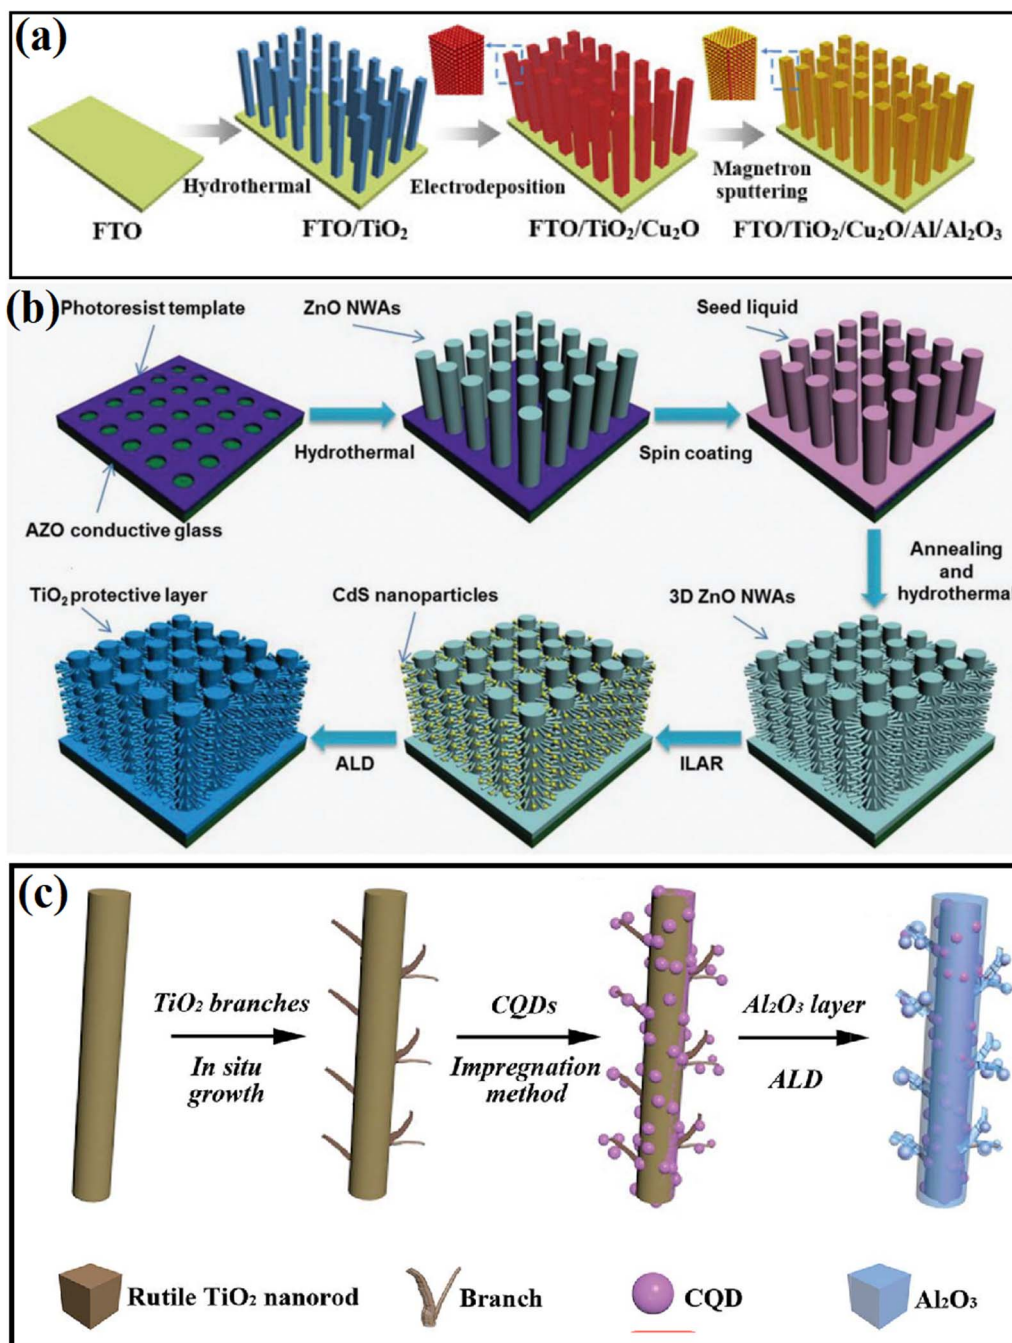 (a)
Hydrothermal
Electrodeposition
Magnetron
sputtering
FTO
FTO/TiO₂
FTO/TiO₂/Cu₂O
FTO/TiO₂/Cu₂O/Al/Al₂O₃
(b)
Photoresist template
ZnO NWAs
Seed liquid
Hydrothermal
Spin coating
AZO conductive glass
Annealing
and
hydrothermal
TiO₂ protective layer
CdS nanoparticles
3D ZnO NWAs
ALD
ILAR
(c)
TiO₂ branches
In situ
growth
CQDs
Impregnation
method
Al₂O₃ layer
ALD
Rutile TiO₂ nanorod
Branch
CQD
Al₂O₃